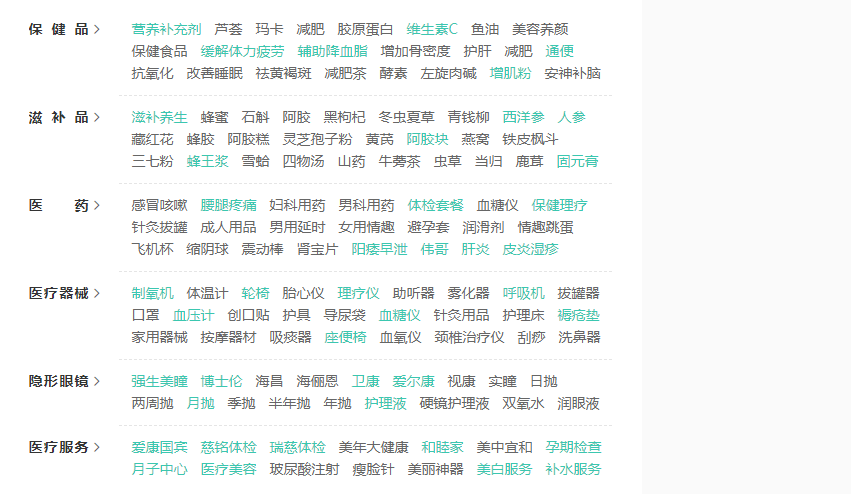 保健品 > 营养补充剂 芦荟 玛卡 减肥 胶原蛋白 维生素C 鱼油 美容养颜
保健食品 缓解体力疲劳 辅助降血脂 增加骨密度 护肝 减肥 通便
抗氧化 改善睡眠 祛黄褐斑 减肥茶 酵素 左旋肉碱 增肌粉 安神补脑
滋补品 > 滋补养生 蜂蜜 石斛 阿胶 黑枸杞 冬虫夏草 青钱柳 西洋参 人参
藏红花 蜂胶 阿胶糕 灵芝孢子粉 黄芪 阿胶块 燕窝 铁皮枫斗
三七粉 蜂王浆 雪蛤 四物汤 山药 牛蒡茶 虫草 当归 鹿茸 固元膏
医药 > 感冒咳嗽 腰腿疼痛 妇科用药 男科用药 体检套餐 血糖仪 保健理疗
针灸拔罐 成人用品 男用延时 女用情趣 避孕套 润滑剂 情趣跳蛋
飞机杯 缩阴球 震动棒 肾宝片 阳痿早泄 伟哥 肝炎 皮炎湿疹
医疗器械 > 制氧机 体温计 轮椅 胎心仪 理疗仪 助听器 雾化器 呼吸机 拔罐器
口罩 血压计 创口贴 护具 导尿袋 血糖仪 针灸用品 护理床 褥疮垫
家用器械 按摩器材 吸痰器 座便椅 血氧仪 颈椎治疗仪 刮痧 洗鼻器
隐形眼镜 > 强生美瞳 博士伦 海昌 海俪恩 卫康 爱尔康 视康 实瞳 日抛
两周抛 月抛 季抛 半年抛 年抛 护理液 硬镜护理液 双氧水 润眼液
医疗服务 > 爱康国宾 慈铭体检 瑞慈体检 美年大健康 和睦家 美中宜和 孕期检查
月子中心 医疗美容 玻尿酸注射 瘦脸针 美丽神器 美白服务 补水服务